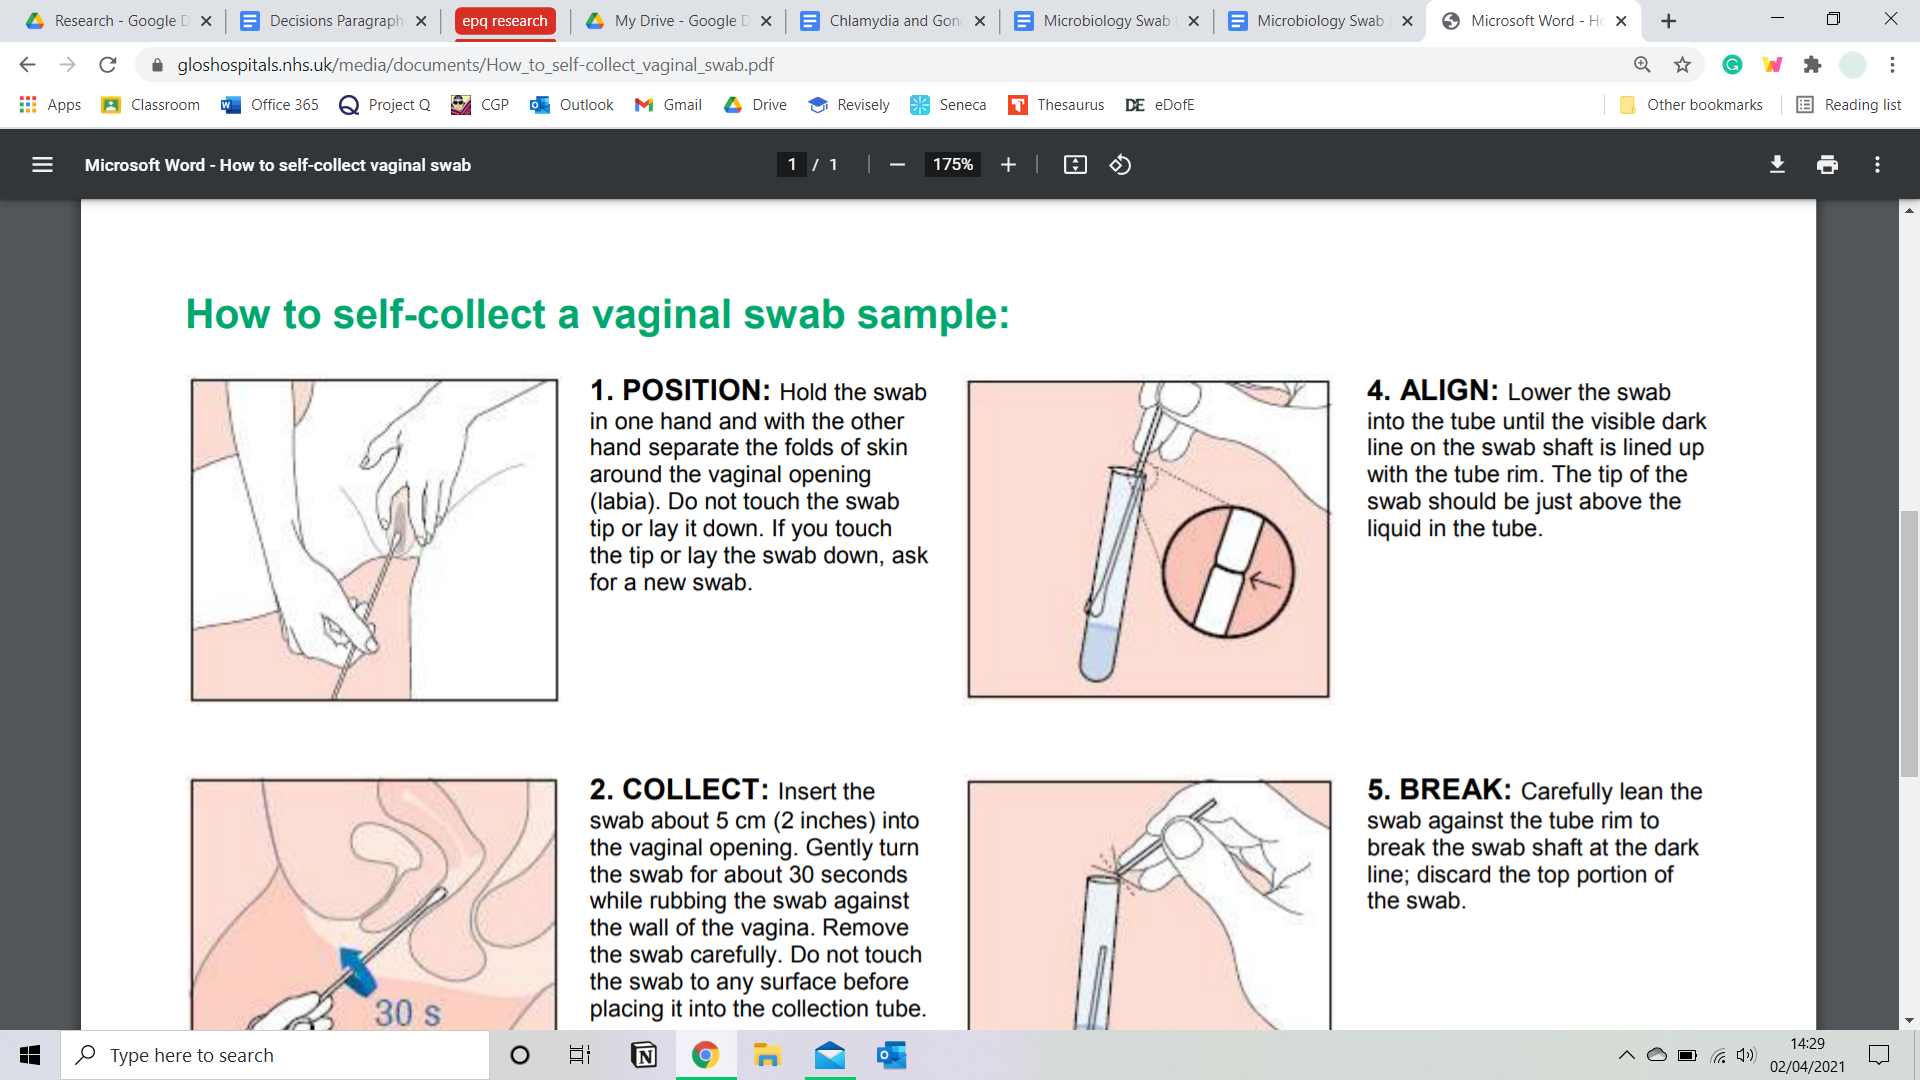 Research - Google D
Decisions Paragraph
epq research
My Drive - Google D
Chlamydia and Gon
Microbiology Swab
Microbiology Swab
Microsoft Word - Ho
gloshospitals.nhs.uk/media/documents/How_to_self-collect_vaginal_swab.pdf
Apps
Classroom
Office 365
Project Q
CGP
Outlook
Gmail
Drive
Revisely
Seneca
Thesaurus
DE eDofE
Other bookmarks
Reading list
Microsoft Word - How to self-collect vaginal swab
1 / 1
175%
How to self-collect a vaginal swab sample:
1. POSITION: Hold the swab
in one hand and with the other
hand separate the folds of skin
around the vaginal opening
(labia). Do not touch the swab
tip or lay it down. If you touch
the tip or lay the swab down, ask
for a new swab.
4. ALIGN: Lower the swab
into the tube until the visible dark
line on the swab shaft is lined up
with the tube rim. The tip of the
swab should be just above the
liquid in the tube.
2. COLLECT: Insert the
swab about 5 cm (2 inches) into
the vaginal opening. Gently turn
the swab for about 30 seconds
while rubbing the swab against
the wall of the vagina. Remove
the swab carefully. Do not touch
the swab to any surface before
placing it into the collection tube.
30 s
5. BREAK: Carefully lean the
swab against the tube rim to
break the swab shaft at the dark
line; discard the top portion of
the swab.
Type here to search
14:29
02/04/2021